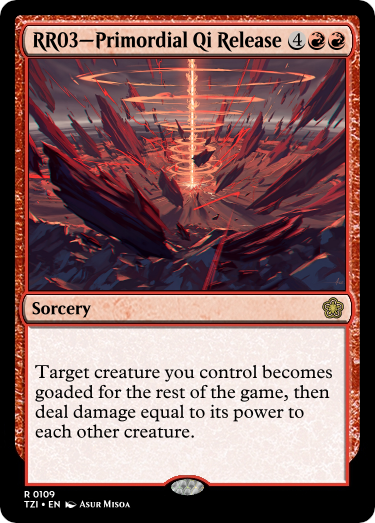 RR03—Primordial Qi Release 4
Sorcery
Target creature you control becomes
goaded for the rest of the game, then
deal damage equal to its power to
each other creature.
R 0109
TZI • EN Asur Misoa